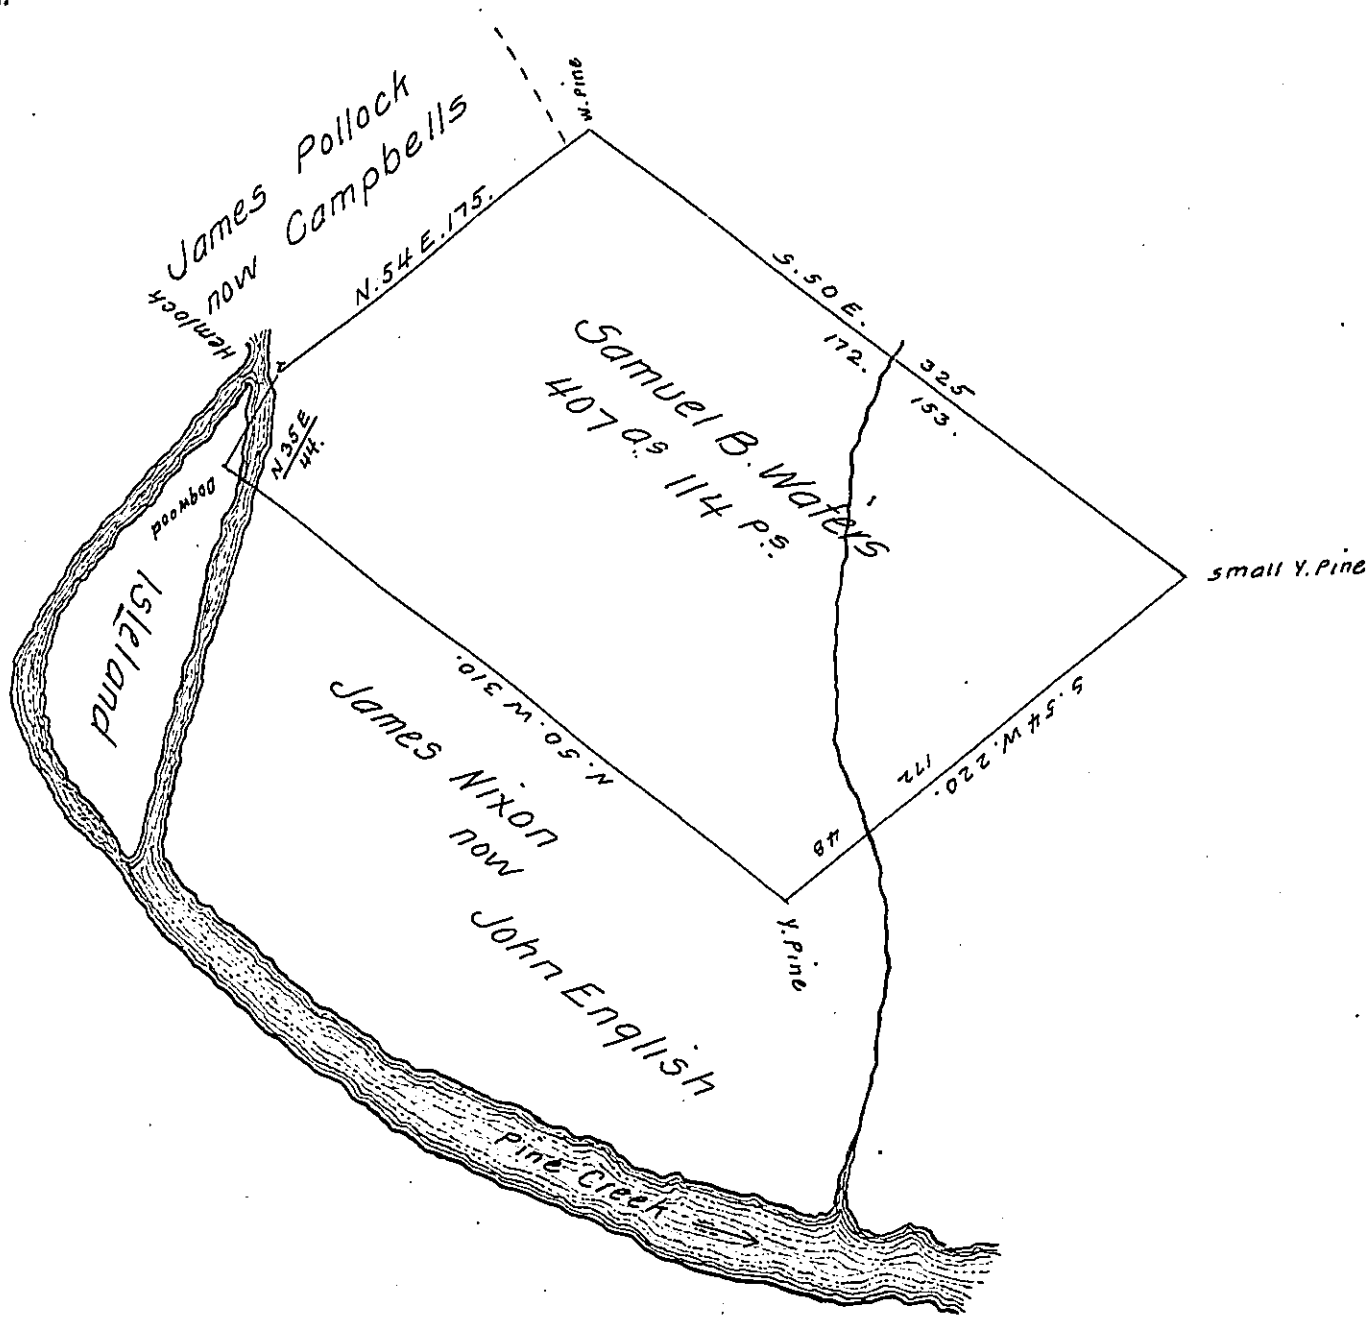 W. Pine
James Pollock
now Campbells
N. 54 E. 175.
Hemlock
S. 50 E.
172.
325
153.
Samuel B. Waters
407 as 114 ps.
N 35 E
44.
Dogwood
small Y. Pine
Isleland
N. 50. W 310.
S. 54 W. 220.
172
48
James Nixon
now
John English
Y. Pine
Pine Creek